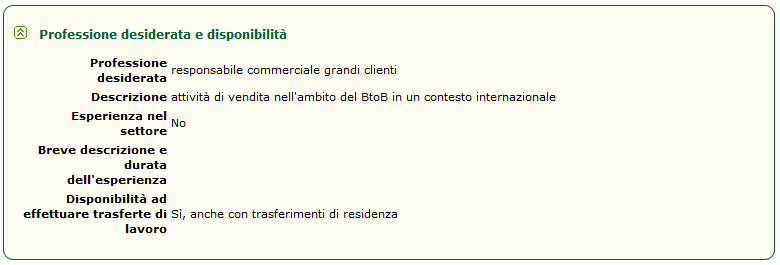 Professione desiderata e disponibilità
Professione
desiderata responsabile commerciale grandi clienti
Descrizione attività di vendita nell'ambito del BtoB in un contesto internazionale
Esperienza nel
settore No
Breve descrizione e
durata
dell'esperienza
Disponibilità ad
effettuare trasferte di Sì, anche con trasferimenti di residenza
lavoro